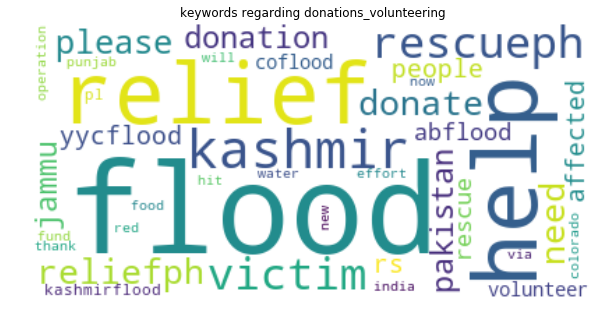 keywords regarding donations_volunteering
operation
please
donation
rescueph
punjab
will
coflood
people
relief
now
pl
donate
help
affected
yycflood
kashmir
abflood
jammu
flood
hit
water
effort
pakistan
rescue
need
food
new
red
fund
thank
via
colorado
reliefph
victim
rs
kashmirflood
india
volunteer